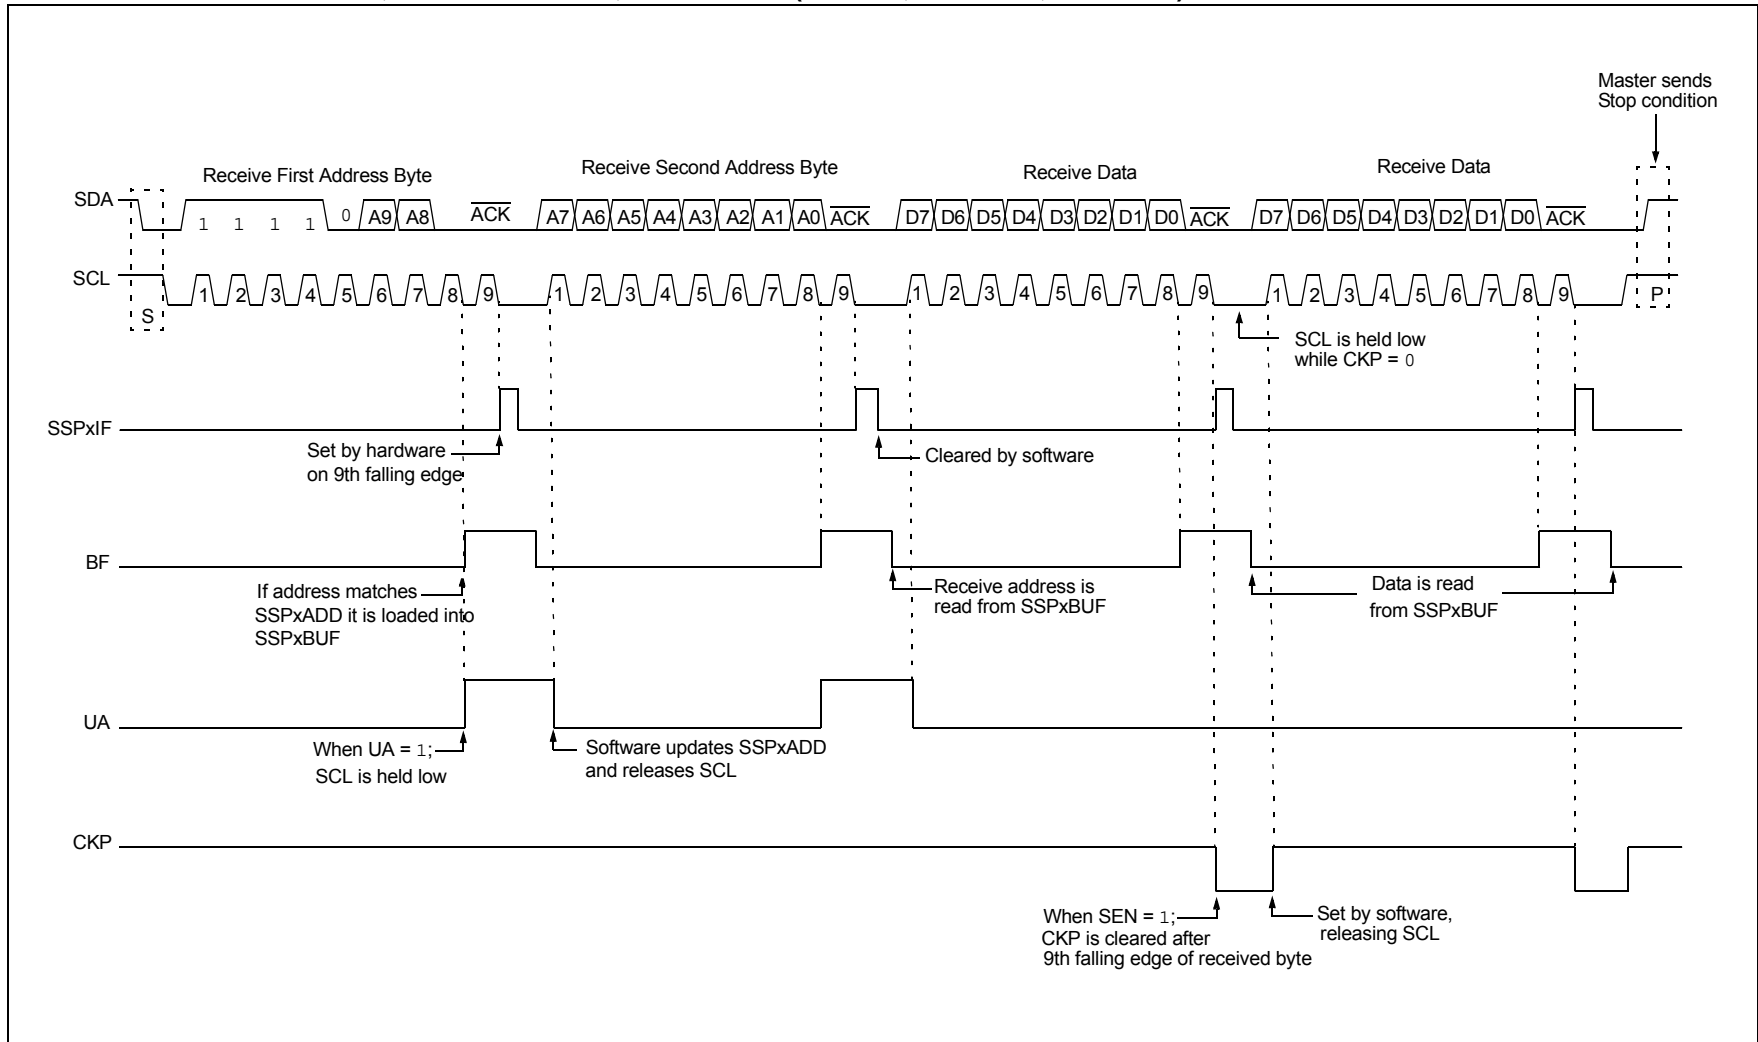 Master sends
Stop condition
Receive First Address Byte
Receive Second Address Byte
Receive Data
Receive Data
SDA
1 1 1 1 0 A9 A8 ACK A7 A6 A5 A4 A3 A2 A1 A0 ACK D7 D6 D5 D4 D3 D2 D1 D0 ACK D7 D6 D5 D4 D3 D2 D1 D0 ACK
SCL
S 1 2 3 4 5 6 7 8 9 1 2 3 4 5 6 7 8 9 1 2 3 4 5 6 7 8 9 1 2 3 4 5 6 7 8 9 P
SCL is held low
while CKP = 0
SSPxIF
Set by hardware
on 9th falling edge
Cleared by software
BF
If address matches
SSPxADD it is loaded into
SSPxBUF
Receive address is
read from SSPxBUF
Data is read
from SSPxBUF
UA
When UA = 1;
SCL is held low
Software updates SSPxADD
and releases SCL
CKP
When SEN = 1;
CKP is cleared after
9th falling edge of received byte
Set by software,
releasing SCL